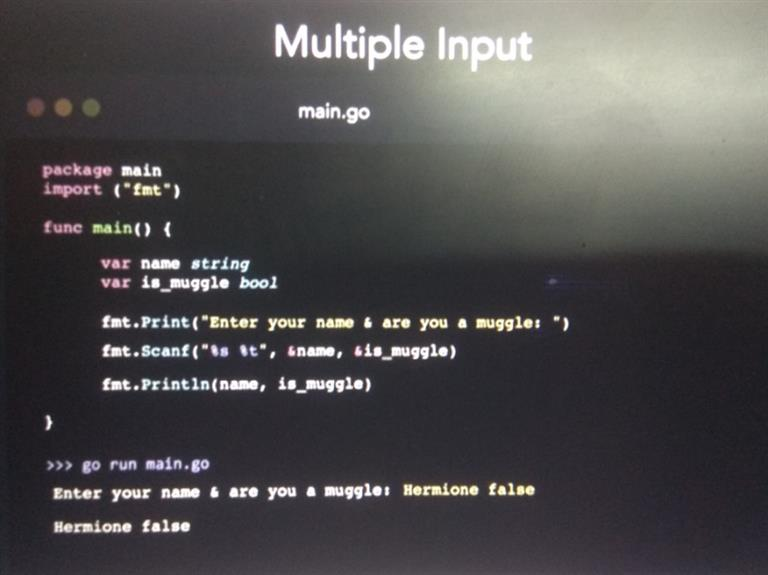 Multiple Input
main.go
package main
import ("fmt")
func main() {
var name string
var is_muggle bool
fmt.Print("Enter your name & are you a muggle: ")
fmt.Scanf("%s %t", &name, &is_muggle)
fmt.Println(name, is_muggle)
}
>>> go run main.go
Enter your name & are you a muggle: Hermione false
Hermione false